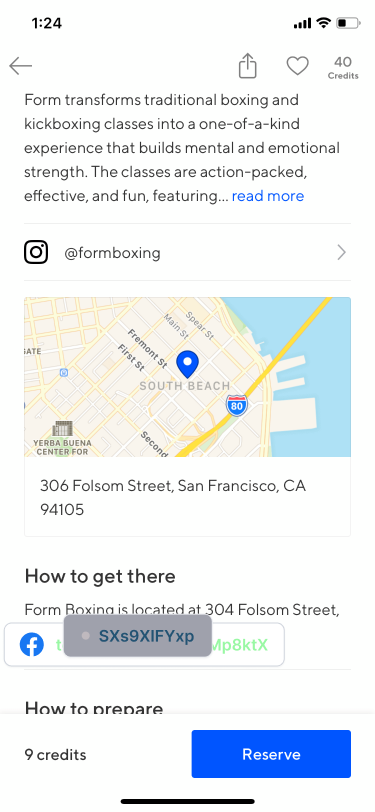 1:24
40
Credits
Form transforms traditional boxing and
kickboxing classes into a one-of-a-kind
experience that builds mental and emotional
strength. The classes are action-packed,
effective, and fun, featuring... read more
@formboxing
Main St
Spear St
Fremont St
First St
SOUTH BEACH
80
YERBA BUENA
CENTER FOR
Second
306 Folsom Street, San Francisco, CA
94105
How to get there
Form Boxing is located at 304 Folsom Street,
SXs9XIFYxp
How to prepare
9 credits
Reserve